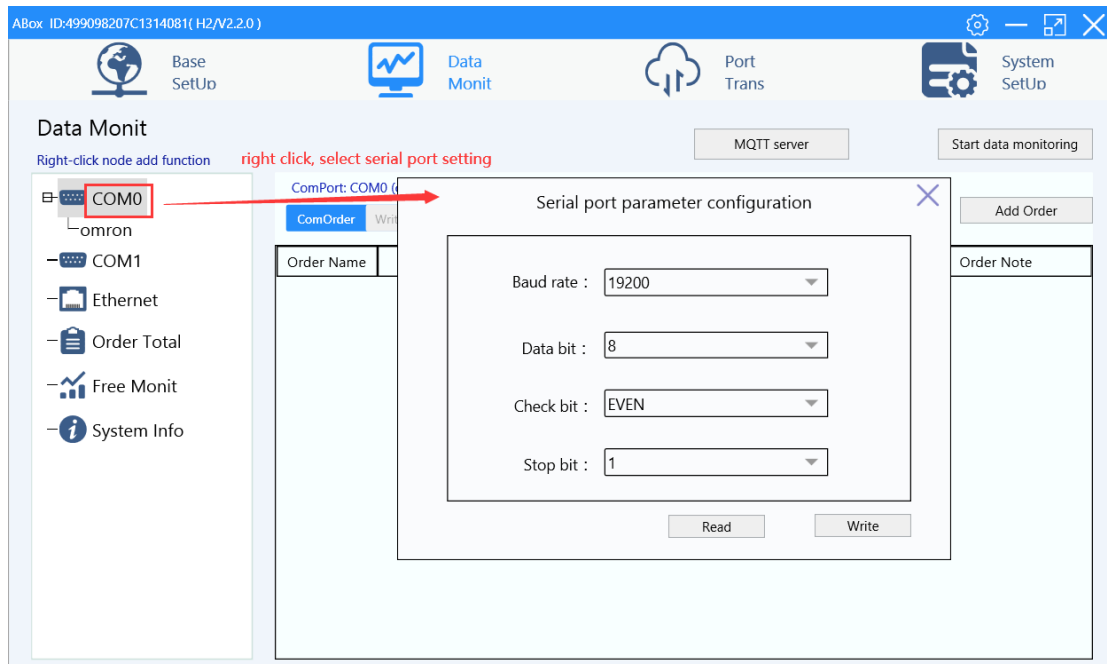 ABox ID:499098207C1314081( H2/V2.2.0 )
Base
SetUp
Data
Monit
Port
Trans
System
SetUp
Data Monit
Right-click node add function
right click, select serial port setting
MQTT server
Start data monitoring
COM0
omron
COM1
Ethernet
Order Total
Free Monit
System Info
ComPort: COM0
ComOrder
Add Order
Order Name
Order Note
Serial port parameter configuration
Baud rate : 19200
Data bit : 8
Check bit : EVEN
Stop bit : 1
Read
Write